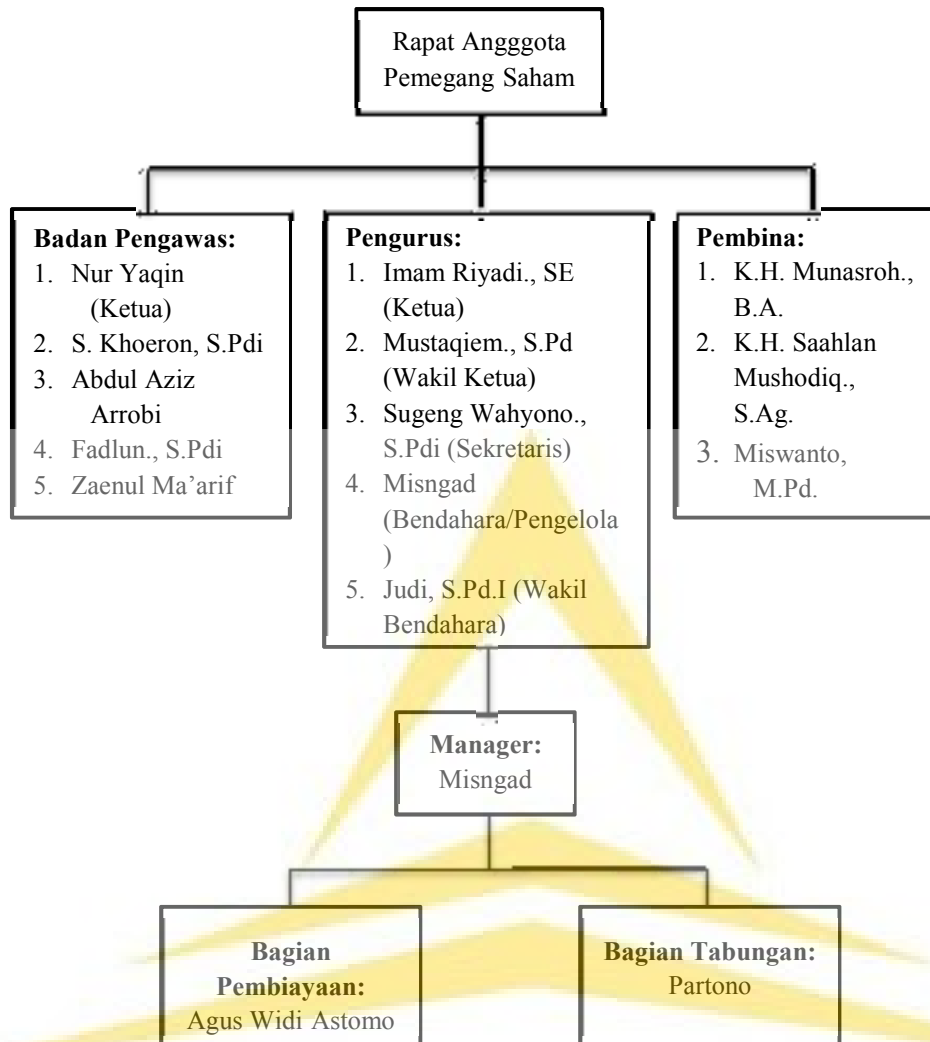 Rapat Angggota
Pemegang Saham
Badan Pengawas:
1. Nur Yaqin
(Ketua)
2. S. Khoeron, S.Pdi
3. Abdul Aziz
Arrobi
4. Fadlun., S.Pdi
5. Zaenul Ma’arif
Pengurus:
1. Imam Riyadi., SE
(Ketua)
2. Mustaqiem., S.Pd
(Wakil Ketua)
3. Sugeng Wahyono.,
S.Pdi (Sekretaris)
4. Misngad
(Bendahara/Pengelola
)
5. Judi, S.Pd.I (Wakil
Bendahara)
Pembina:
1. K.H. Munasroh.,
B.A.
2. K.H. Saahlan
Mushodiq.,
S.Ag.
3. Miswanto,
M.Pd.
Manager:
Misngad
Bagian
Pembiayaan:
Agus Widi Astomo
Bagian Tabungan:
Partono